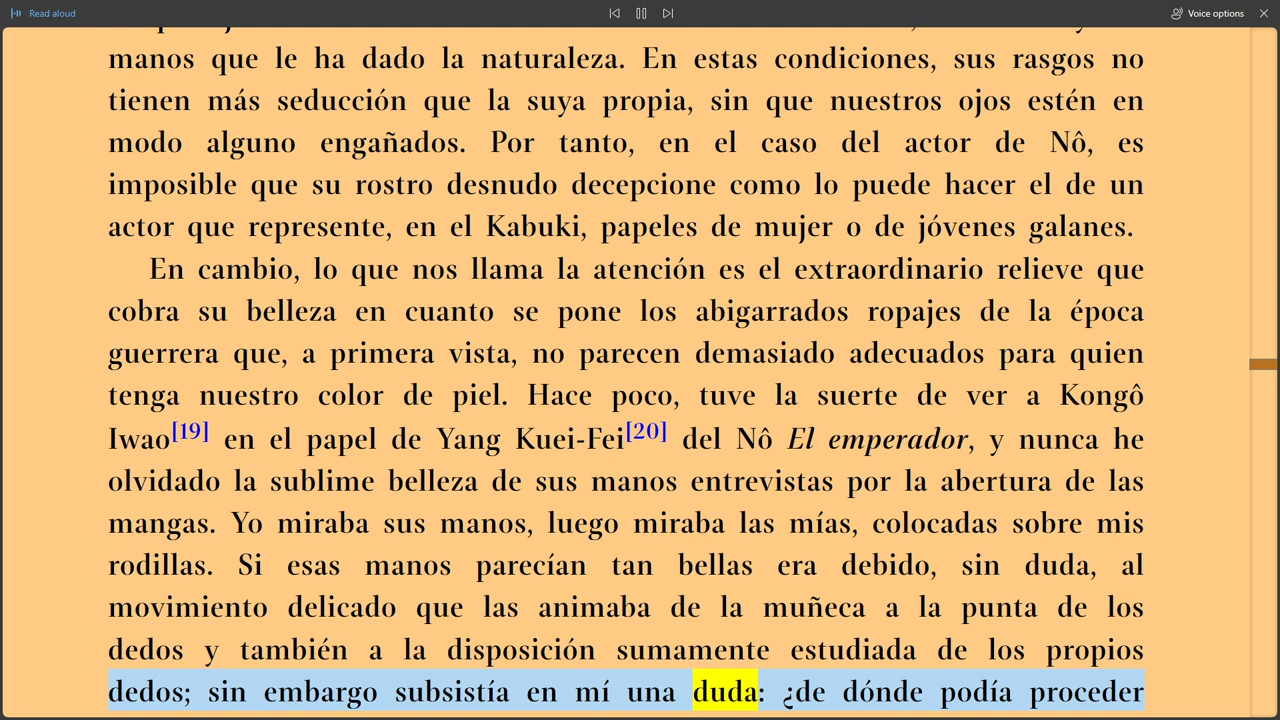 Read aloud
Voice options
manos que le ha dado la naturaleza. En estas condiciones, sus rasgos no
tienen más seducción que la suya propia, sin que nuestros ojos estén en
modo alguno engañados. Por tanto, en el caso del actor de Nô, es
imposible que su rostro desnudo decepcione como lo puede hacer el de un
actor que represente, en el Kabuki, papeles de mujer o de jóvenes galanes.
En cambio, lo que nos llama la atención es el extraordinario relieve que
cobra su belleza en cuanto se pone los abigarrados ropajes de la época
guerrera que, a primera vista, no parecen demasiado adecuados para quien
tenga nuestro color de piel. Hace poco, tuve la suerte de ver a Kongô
Iwao[19] en el papel de Yang Kuei-Fei[20] del Nô El emperador, y nunca he
olvidado la sublime belleza de sus manos entrevistas por la abertura de las
mangas. Yo miraba sus manos, luego miraba las mías, colocadas sobre mis
rodillas. Si esas manos parecían tan bellas era debido, sin duda, al
movimiento delicado que las animaba de la muñeca a la punta de los
dedos y también a la disposición sumamente estudiada de los propios
dedos; sin embargo subsistía en mí una duda: ¿de dónde podía proceder